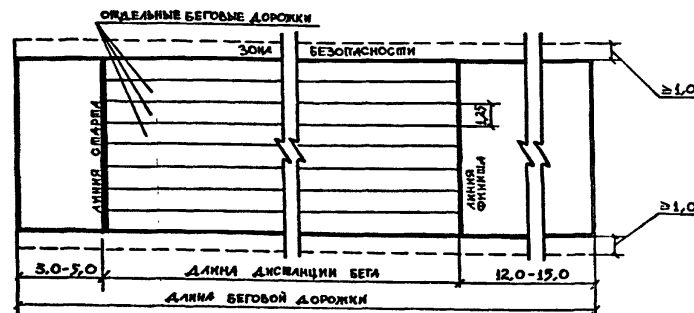 ОТДЕЛЬНЫЕ БЕГОВЫЕ ДОРОЖКИ
ЗОНА БЕЗОПАСНОСТИ
≥1,0
1,25
ЛИНИЯ СТАРТА
ЛИНИЯ
ФИНИША
≥1,0
3,0-5,0
ДЛИНА ДИСТАНЦИИ БЕГА
12,0-15,0
ДЛИНА БЕГОВОЙ ДОРОЖКИ